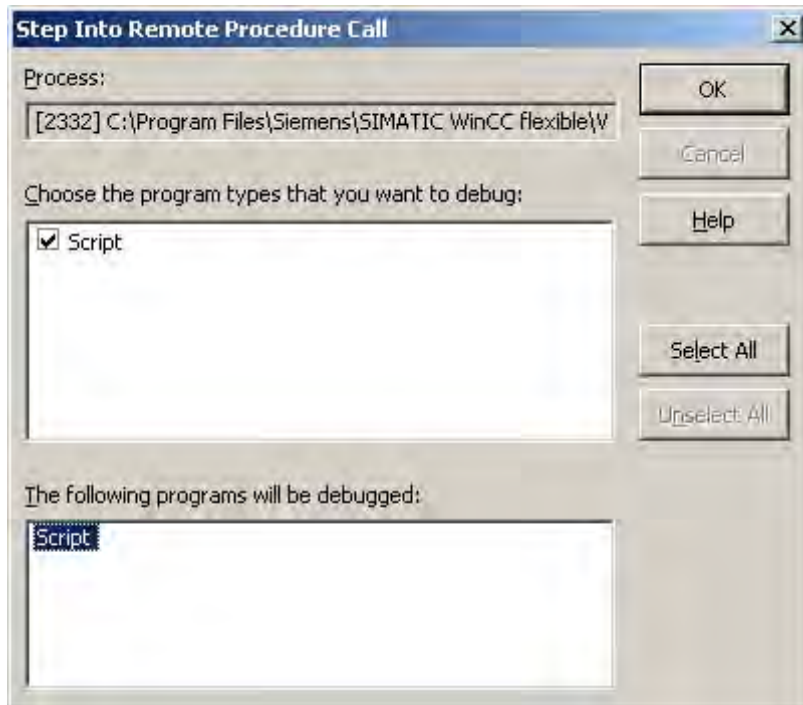 Step Into Remote Procedure Call
Process:
[2332] C:\Program Files\Siemens\SIMATIC WinCC flexible\V
OK
Cancel
Choose the program types that you want to debug:
Script
Help
Select All
Unselect All
The following programs will be debugged:
Script